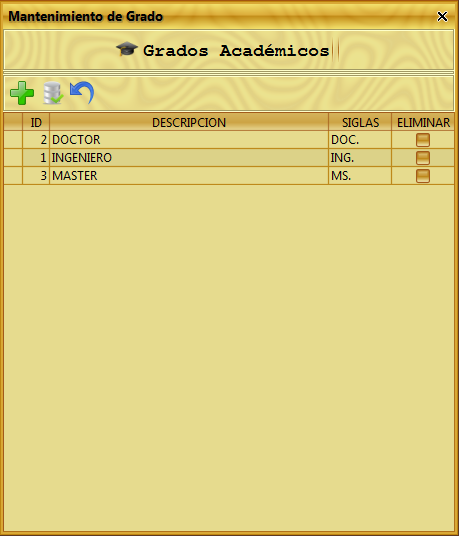 Mantenimiento de Grado
Grados Académicos
ID DESCRIPCION SIGLAS ELIMINAR
2 DOCTOR DOC.
1 INGENIERO ING.
3 MASTER MS.